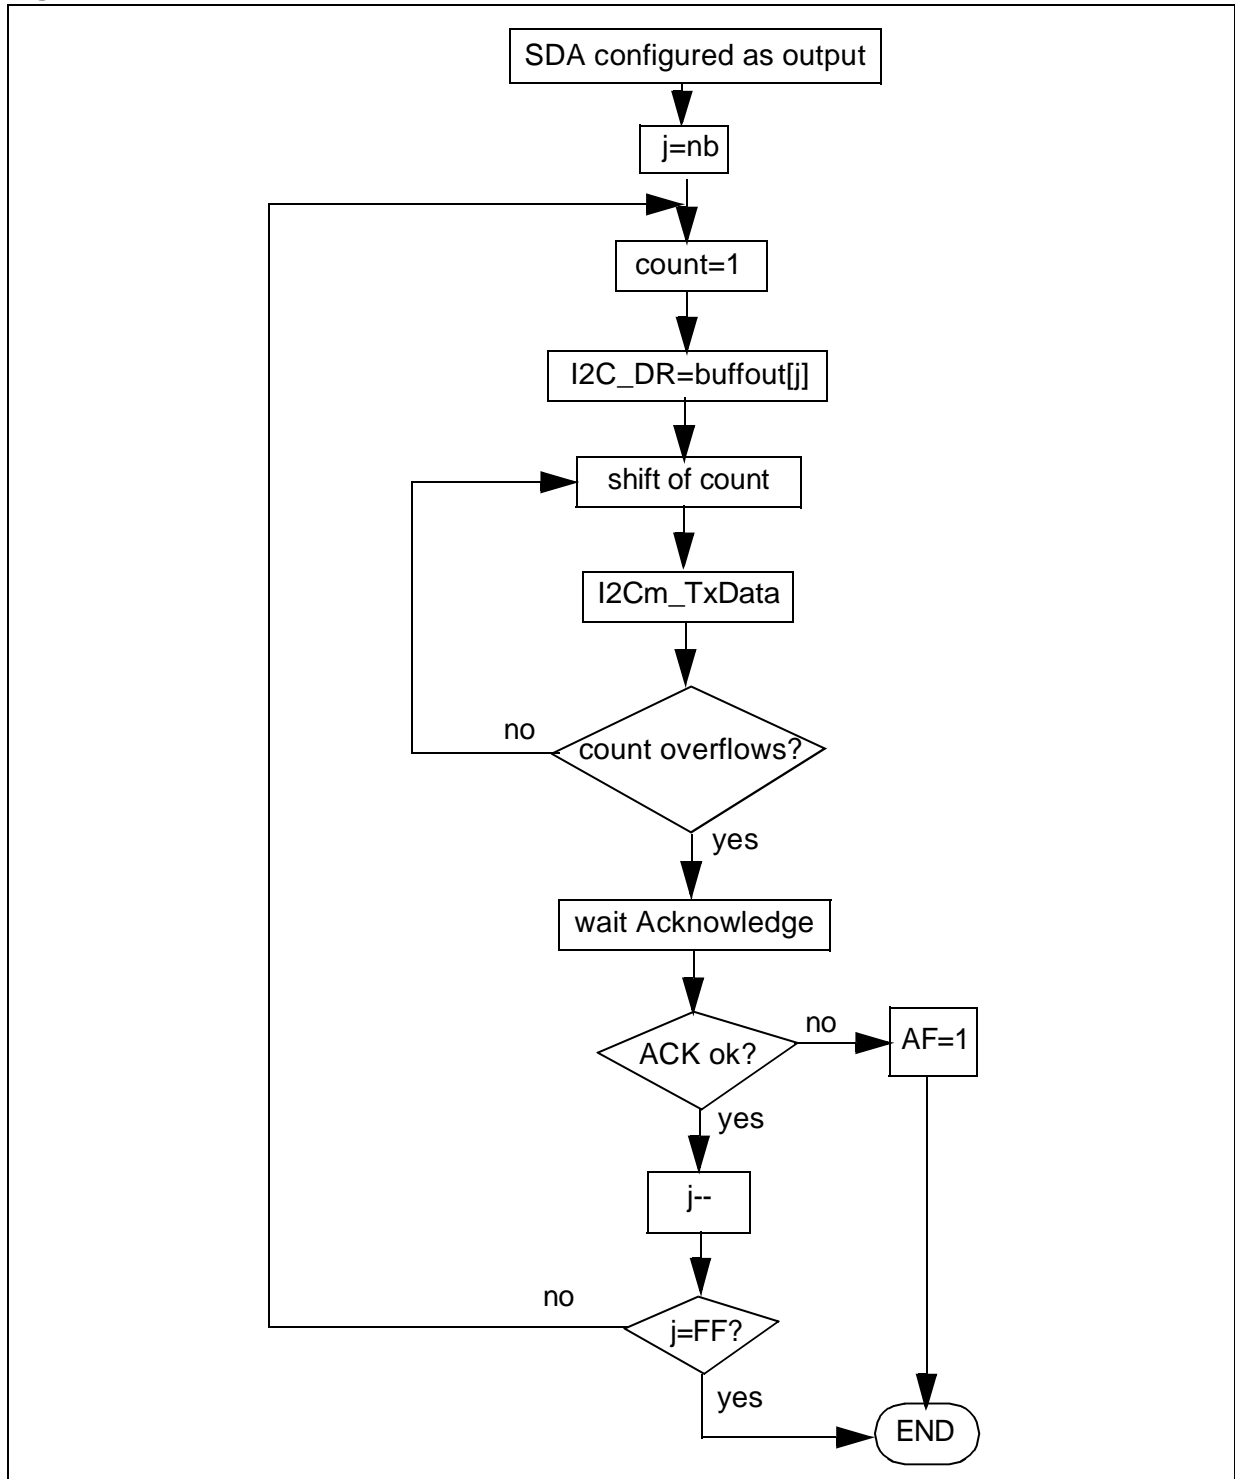 SDA configured as output
j=nb
count=1
I2C_DR=buffout[j]
shift of count
I2Cm_TxData
no
count overflows?
yes
wait Acknowledge
no
ACK ok?
AF=1
yes
j--
no
j=FF?
yes
END